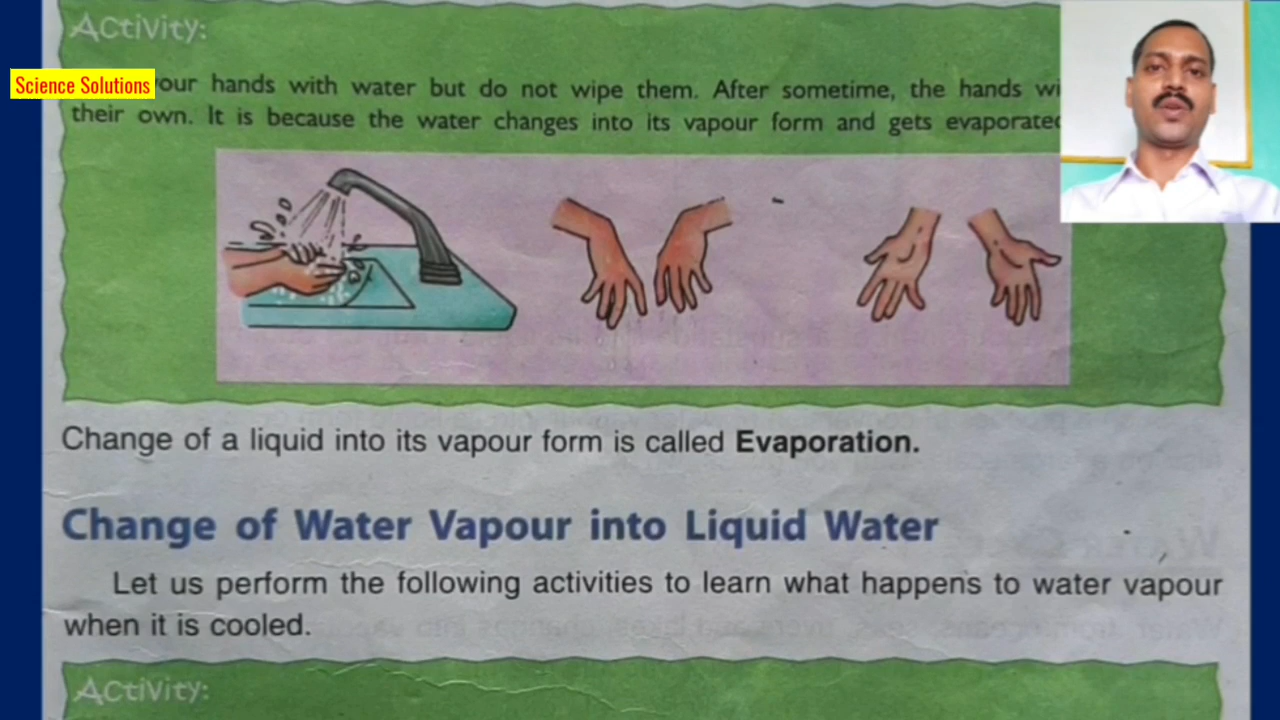 Activity:
Science Solutions
your hands with water but do not wipe them. After sometime, the hands
their own. It is because the water changes into its vapour form and gets
Change of a liquid into its vapour form is called Evaporation.
Change of Water Vapour into Liquid Water
Let us perform the following activities to learn what happens to water vapour
when it is cooled.
Activity: